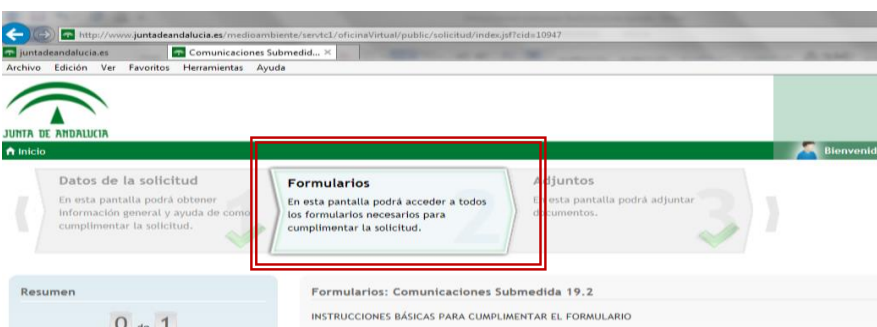 http://www.juntadeandalucia.es/medioambiente/servtc1/oficinaVirtual/public/solicitud/index.jsf?cid=10947
juntadeandalucia.es
Comunicaciones Submedid... ×
Archivo Edición Ver Favoritos Herramientas Ayuda
JUNTA DE ANDALUCIA
Inicio
Bienvenid
Datos de la solicitud
En esta pantalla podrá obtener
información general y ayuda de como
cumplimentar la solicitud.
1
Formularios
En esta pantalla podrá acceder a todos
los formularios necesarios para
cumplimentar la solicitud.
2
Adjuntos
En esta pantalla podrá adjuntar
documentos.
3
Resumen
0 de 1
Formularios: Comunicaciones Submedida 19.2
INSTRUCCIONES BÁSICAS PARA CUMPLIMENTAR EL FORMULARIO